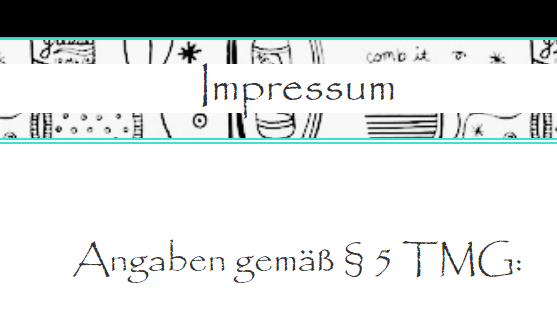 comb it
Impressum
Angaben gemäß § 5 TMG: